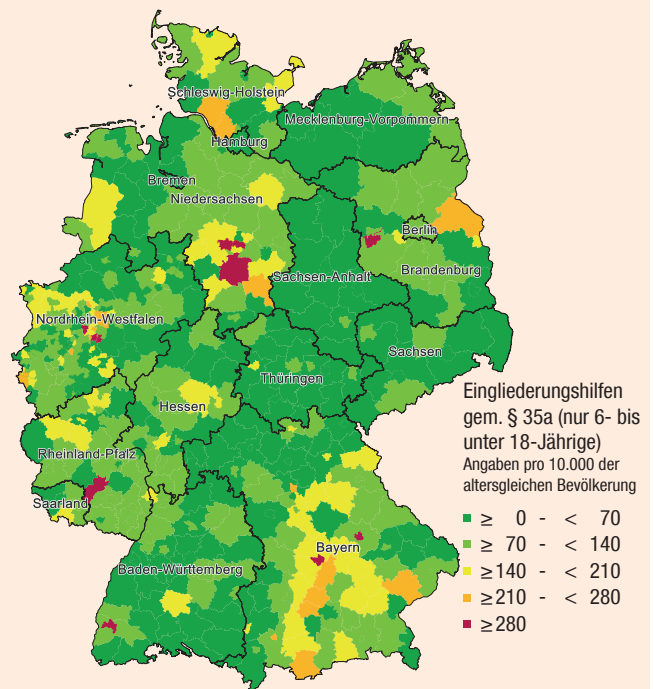 Schleswig-Holstein
Mecklenburg-Vorpommern
Hamburg
Bremen
Niedersachsen
Berlin
Sachsen-Anhalt
Brandenburg
Nordrhein-Westfalen
Sachsen
Thüringen
Hessen
Rheinland-Pfalz
Saarland
Bayern
Baden-Württemberg
Eingliederungshilfen
gem. § 35a (nur 6- bis
unter 18-Jährige)
Angaben pro 10.000 der
altersgleichen Bevölkerung
≥ 0 - < 70
≥ 70 - < 140
≥140 - < 210
≥210 - < 280
≥280